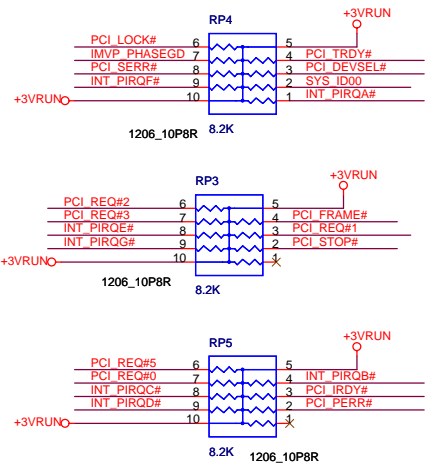 +3VRUN
RP4
PCI_LOCK# 6 5
IMVP_PHASEGD 7 4 PCI_TRDY#
PCI_SERR# 8 3 PCI_DEVSEL#
INT_PIRQF# 9 2 SYS_ID00
+3VRUN 10 1 INT_PIRQA#
1206_10P8R 8.2K
+3VRUN
RP3
PCI_REQ#2 6 5
PCI_REQ#3 7 4 PCI_FRAME#
INT_PIRQE# 8 3 PCI_REQ#1
INT_PIRQG# 9 2 PCI_STOP#
+3VRUN 10 1
1206_10P8R 8.2K
+3VRUN
RP5
PCI_REQ#5 6 5
PCI_REQ#0 7 4 INT_PIRQB#
INT_PIRQC# 8 3 PCI_IRDY#
INT_PIRQD# 9 2 PCI_PERR#
+3VRUN 10 1
8.2K 1206_10P8R